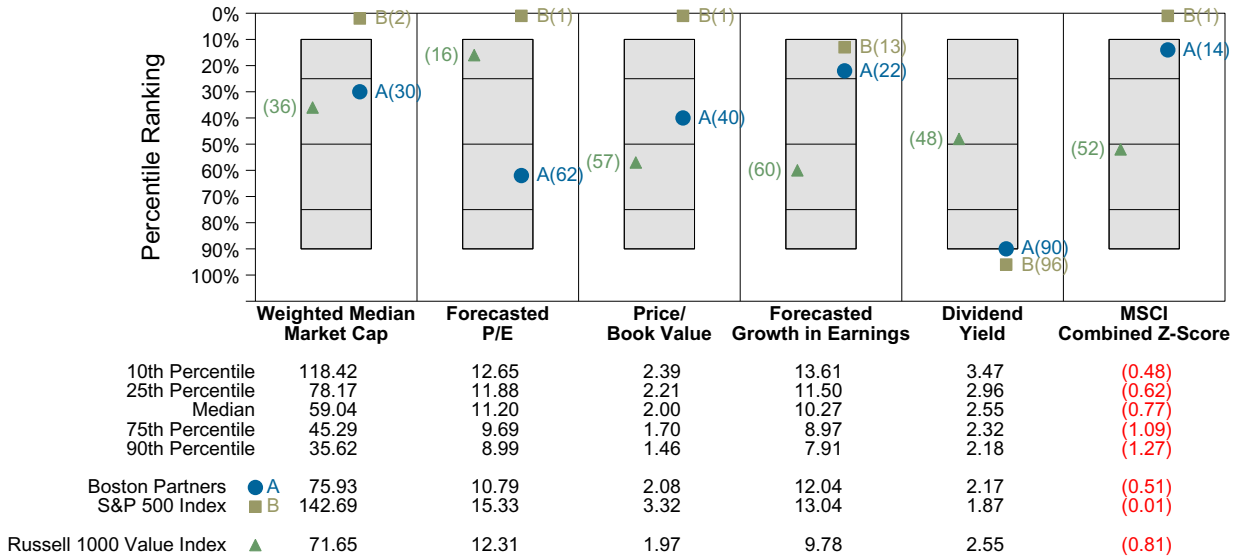 Percentile Ranking
0%
10%
20%
30%
40%
50%
60%
70%
80%
90%
100%
B(2)
A(30)
(36)
B(1)
(16)
A(62)
B(1)
A(40)
(57)
B(13)
A(22)
(60)
(48)
A(90)
B(96)
B(1)
A(14)
(52)
Weighted Median Market Cap
Forecasted P/E
Price/ Book Value
Forecasted Growth in Earnings
Dividend Yield
MSCI Combined Z-Score
10th Percentile 118.42 12.65 2.39 13.61 3.47 (0.48)
25th Percentile 78.17 11.88 2.21 11.50 2.96 (0.62)
Median 59.04 11.20 2.00 10.27 2.55 (0.77)
75th Percentile 45.29 9.69 1.70 8.97 2.32 (1.09)
90th Percentile 35.62 8.99 1.46 7.91 2.18 (1.27)
Boston Partners A 75.93 10.79 2.08 12.04 2.17 (0.51)
S&P 500 Index B 142.69 15.33 3.32 13.04 1.87 (0.01)
Russell 1000 Value Index 71.65 12.31 1.97 9.78 2.55 (0.81)